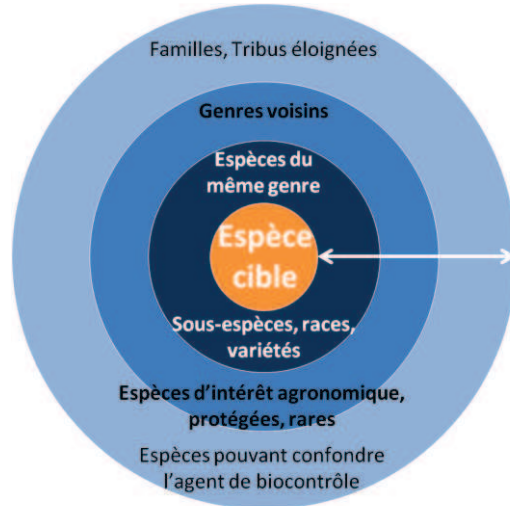 Familles, Tribus éloignées
Genres voisins
Espèces du
même genre
Espèce
cible
Sous-espèces, races,
variétés
Espèces d'intérêt agronomique,
protégées, rares
Espèces pouvant confondre
l'agent de biocontrôle